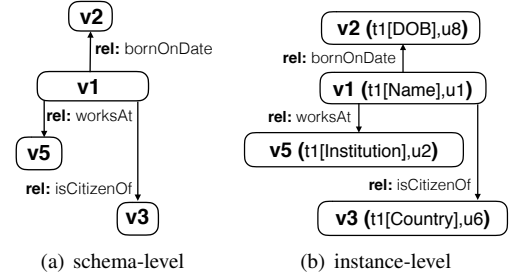 v2
rel: bornOnDate
v1
rel: worksAt
v5
rel: isCitizenOf
v3
(a) schema-level
v2 (t1[DOB],u8)
rel: bornOnDate
v1 (t1[Name],u1)
rel: worksAt
v5 (t1[Institution],u2)
rel: isCitizenOf
v3 (t1[Country],u6)
(b) instance-level